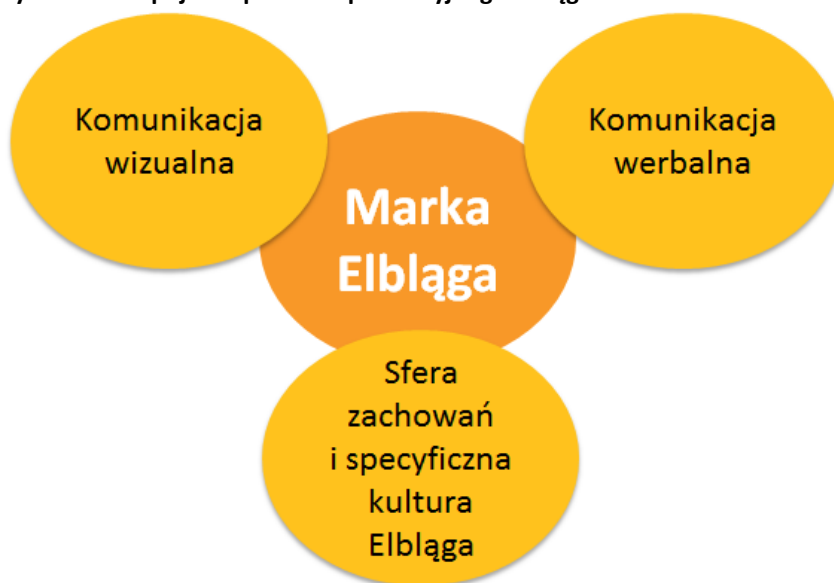 Komunikacja
wizualna
Komunikacja
werbalna
Marka
Elbląga
Sfera
zachowań
i specyficzna
kultura
Elbląga